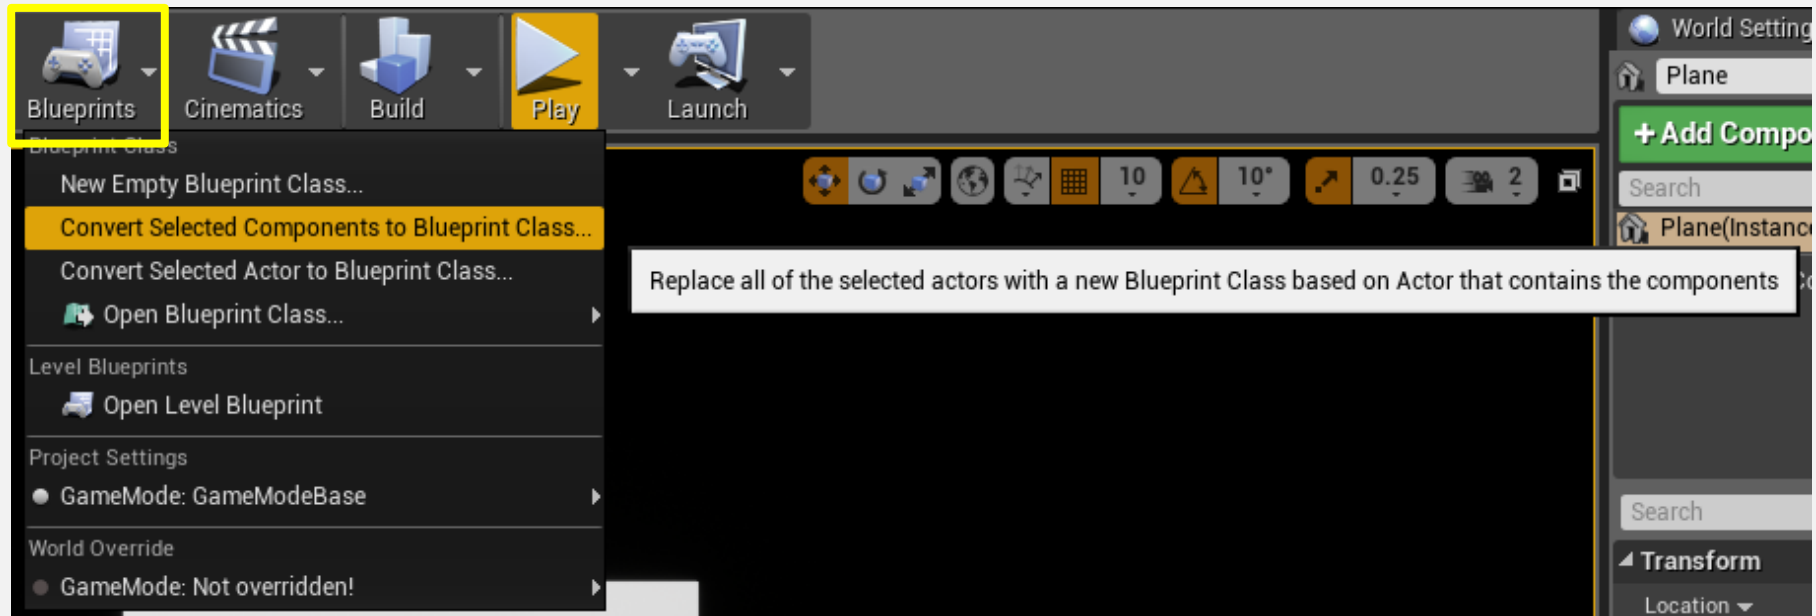 Blueprints
Cinematics
Build
Play
Launch
World Setting
Plane
+ Add Compo
Search
Plane(Instance
Blueprint Class
New Empty Blueprint Class...
Convert Selected Components to Blueprint Class...
Convert Selected Actor to Blueprint Class...
Open Blueprint Class...
Level Blueprints
Open Level Blueprint
Project Settings
GameMode: GameModeBase
World Override
GameMode: Not overridden!
10
10°
0.25
2
Replace all of the selected actors with a new Blueprint Class based on Actor that contains the components
Search
Transform
Location